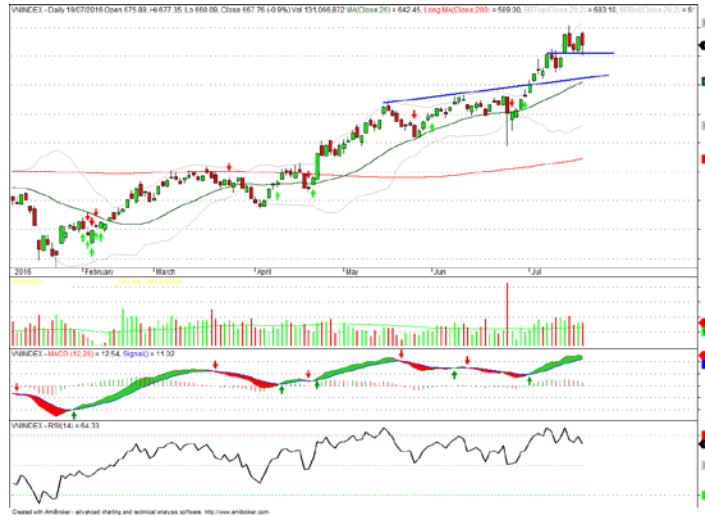 VNINDEX - Daily 19/07/2016 Open 675.89, Hi 677.35, Lo 660.09, Close 667.76 (-0.9%) Vol 131,066,872 MA(Close,26) = 642.45, Long MA(Close,200) = 589.30,
2016 February March April May Jun Jul
VNINDEX
VNINDEX - MACD (12,26) = 12.54, Signal() = 11.02
VNINDEX - RSI(14) = 64.33
Created with AmiBroker - advanced charting and technical analysis software. http://www.amibroker.com